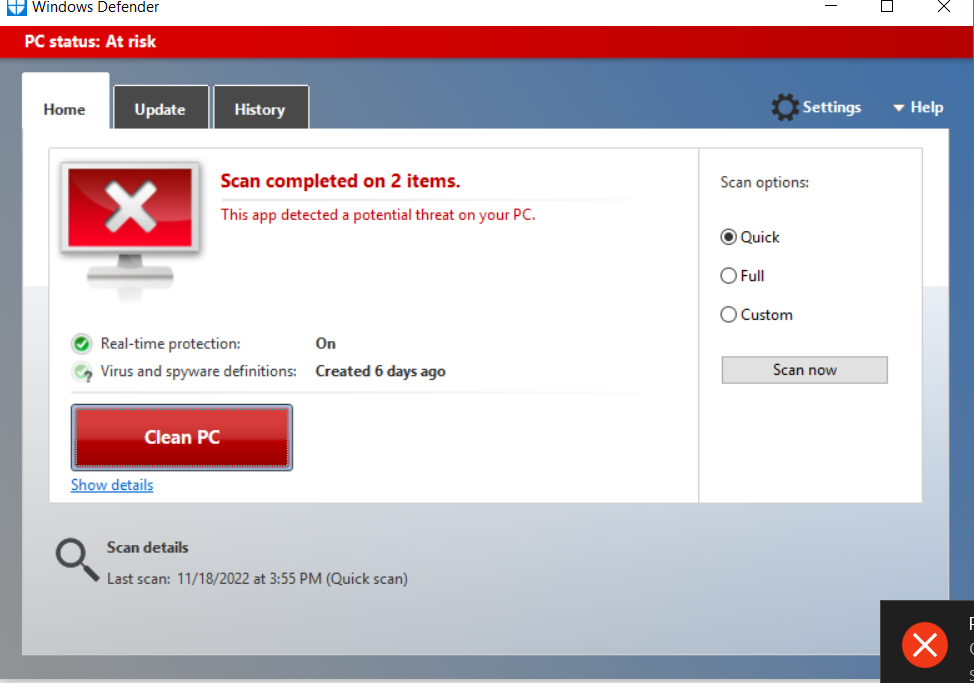 Windows Defender
PC status: At risk
Home Update History Settings Help
Scan completed on 2 items.
This app detected a potential threat on your PC.
Scan options:
Quick
Full
Custom
Scan now
Real-time protection: On
Virus and spyware definitions: Created 6 days ago
Clean PC
Show details
Scan details
Last scan: 11/18/2022 at 3:55 PM (Quick scan)